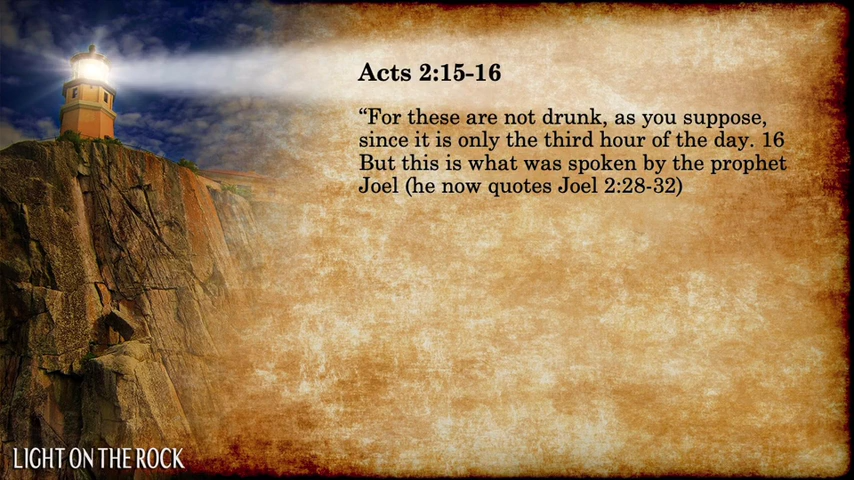 Acts 2:15-16
“For these are not drunk, as you suppose,
since it is only the third hour of the day. 16
But this is what was spoken by the prophet
Joel (he now quotes Joel 2:28-32)
LIGHT ON THE ROCK